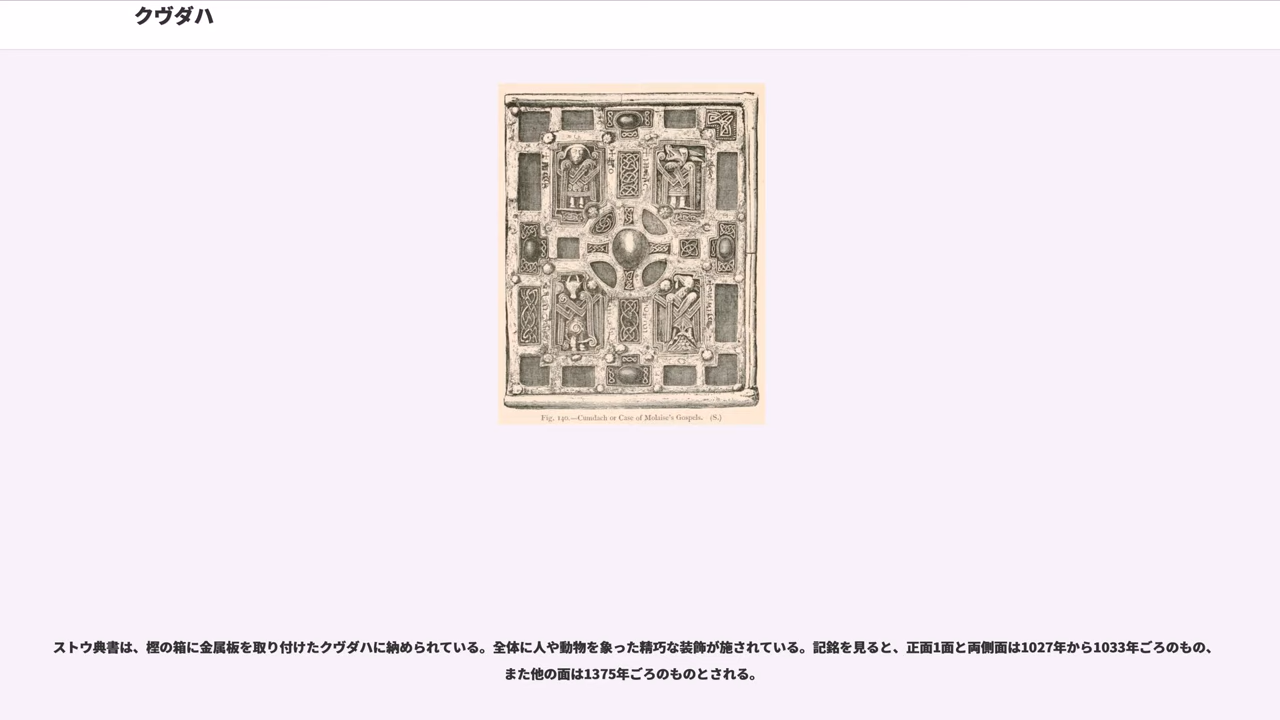 クヴダハ
Fig. 140.—Cumdach or Case of Molaise's Gospels. (S.)
ストウ典書は、樫の箱に金属板を取り付けたクヴダハに納められている。全体に人や動物を象った精巧な装飾が施されている。記銘を見ると、正面1面と両側面は1027年から1033年ごろのもの、
また他の面は1375年ごろのものとされる。